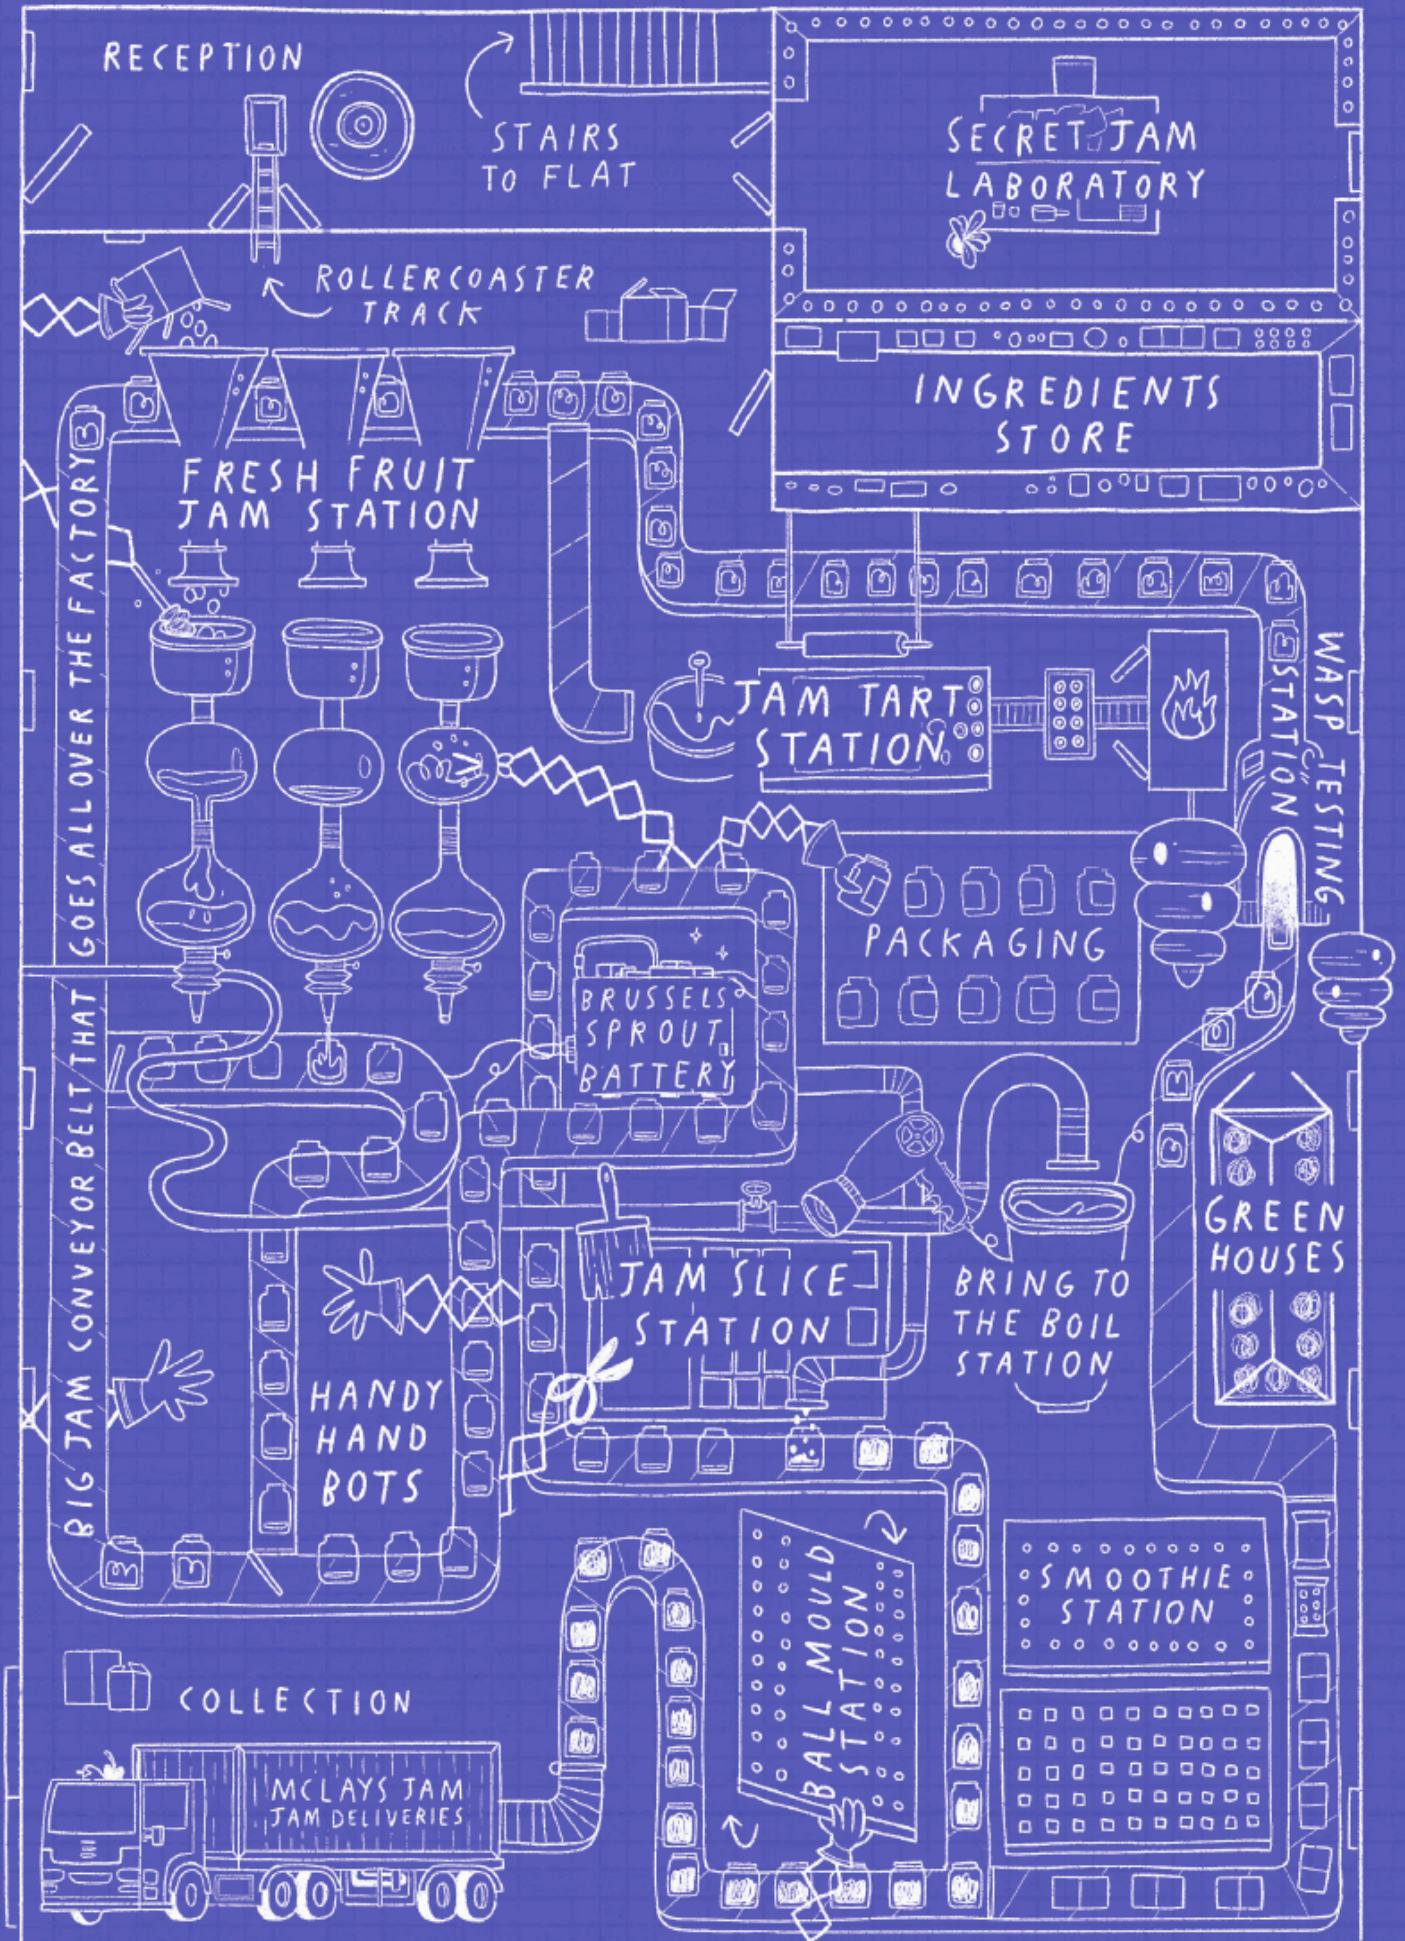 RECEPTION
STAIRS
TO FLAT
SECRET JAM
LABORATORY
ROLLERCOASTER
TRACK
INGREDIENTS
STORE
FRESH FRUIT
JAM STATION
BIG JAM CONVEYOR BELT THAT GOES ALL OVER THE FACTORY
JAM TART
STATION
WASP TESTING
STATION
PACKAGING
BRUSSELS
SPROUT
BATTERY
GREEN
HOUSES
JAM SLICE
STATION
BRING TO
THE BOIL
STATION
HANDY
HAND
BOTS
BALL MOULD
STATION
SMOOTHIE
STATION
COLLECTION
MCLAYS JAM
JAM DELIVERIES